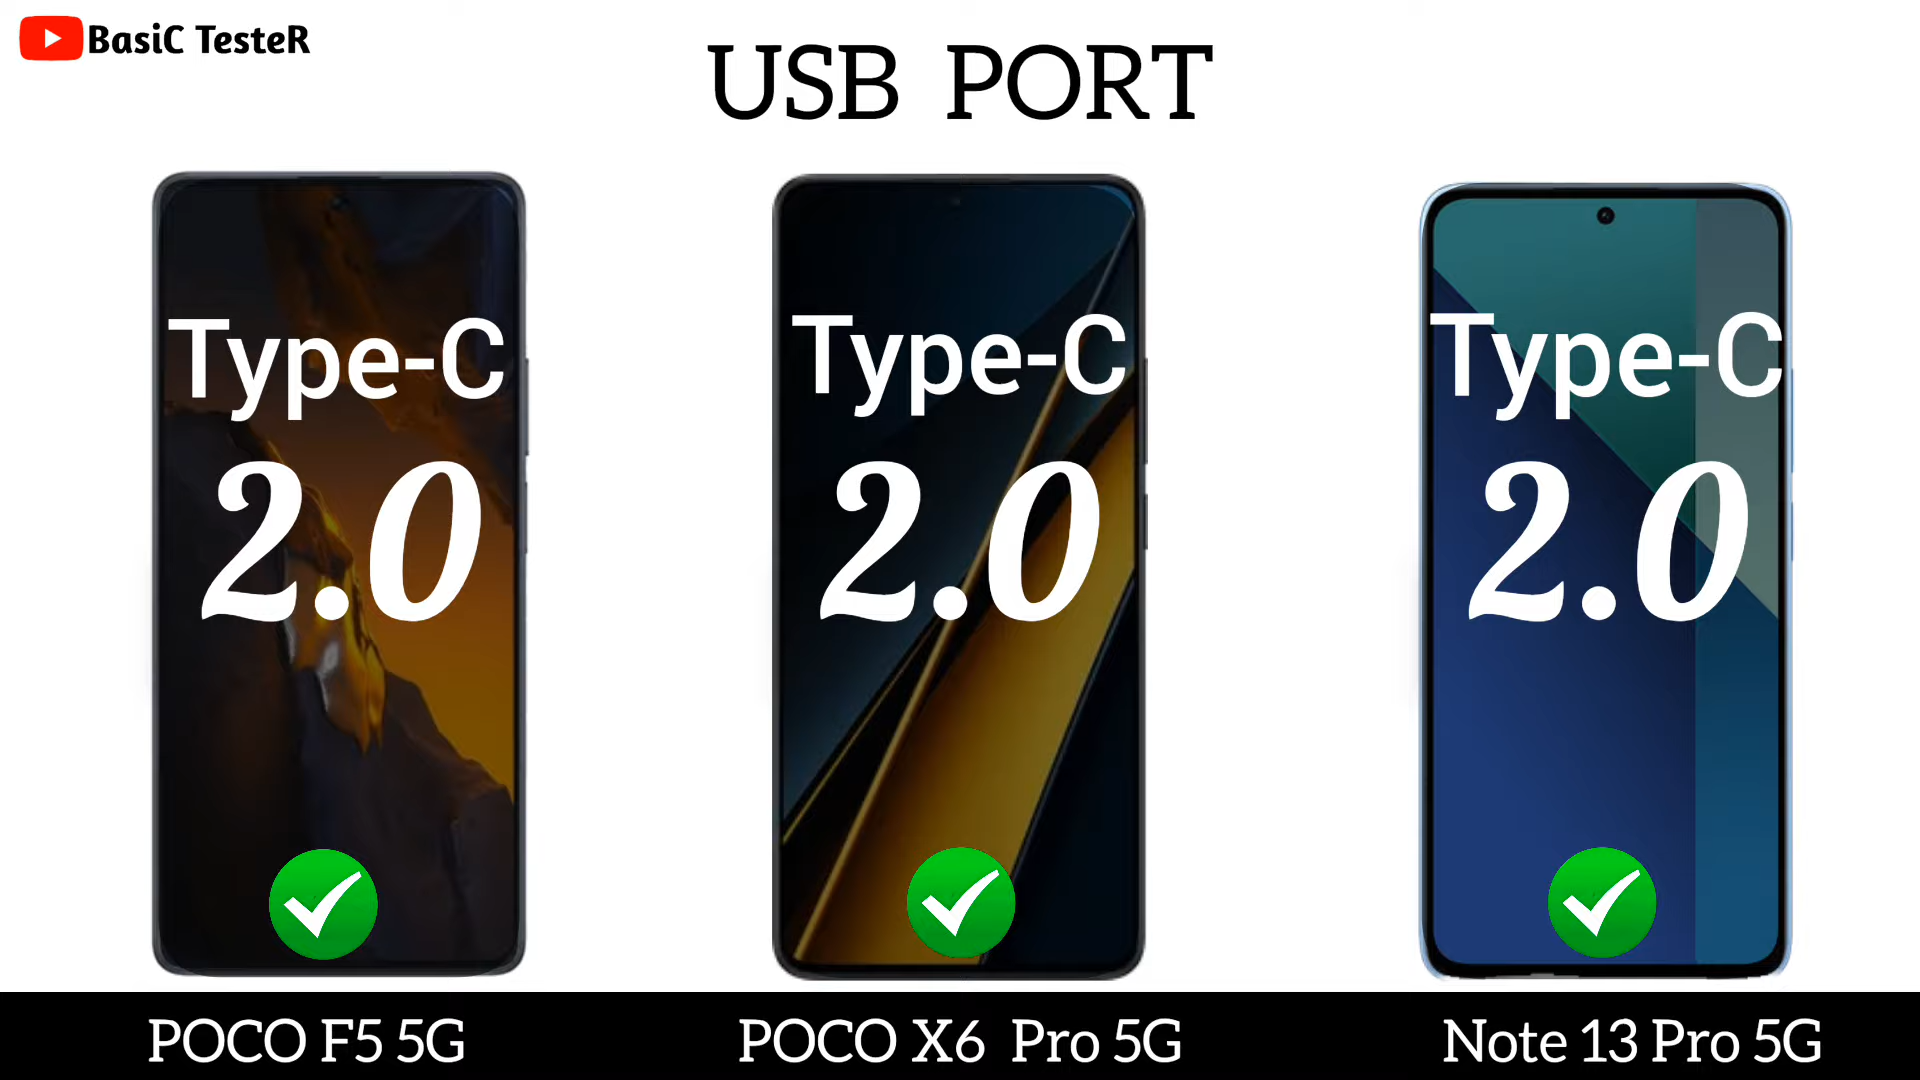 BasiC TesteR
USB PORT
Type-C
2.0
Type-C
2.0
Type-C
2.0
POCO F5 5G
POCO X6 Pro 5G
Note 13 Pro 5G